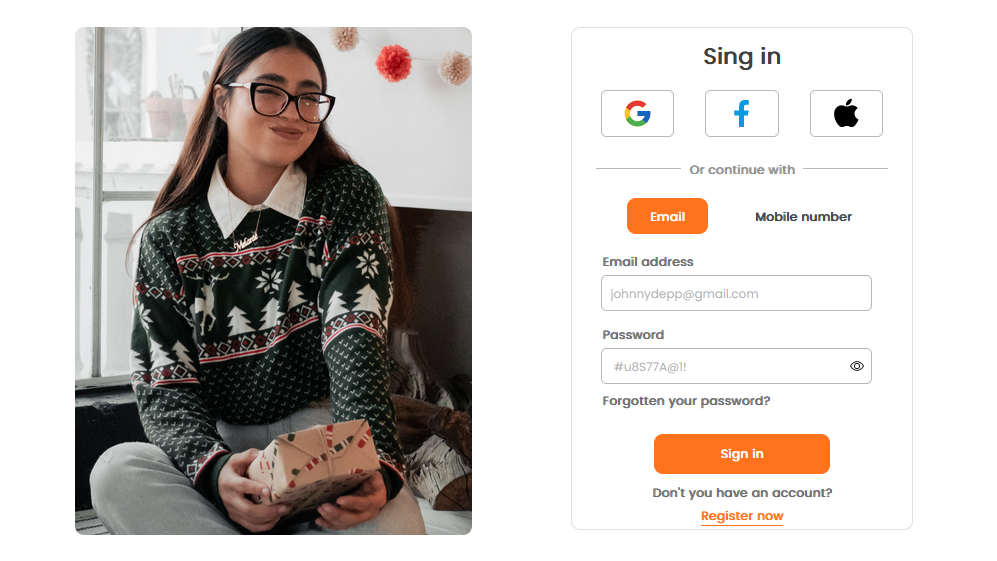 Melanie
Sing in
Or continue with
Email
Mobile number
Email address
johnnydepp@gmail.com
Password
#u8S77A@1!
Forgotten your password?
Sign in
Don't you have an account?
Register now